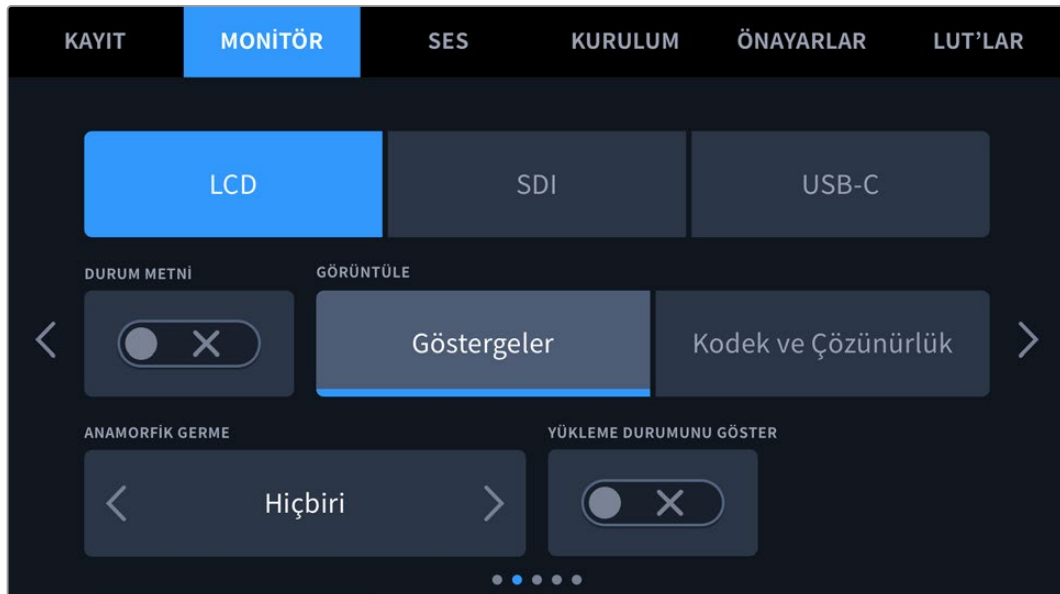 KAYIT MONİTÖR SES KURULUM ÖNAYARLAR LUT’LAR
LCD SDI USB-C
DURUM METNİ GÖRÜNTÜLE
Göstergeler Kodek ve Çözünürlük
ANAMORFİK GERME YÜKLEME DURUMUNU GÖSTER
Hiçbiri